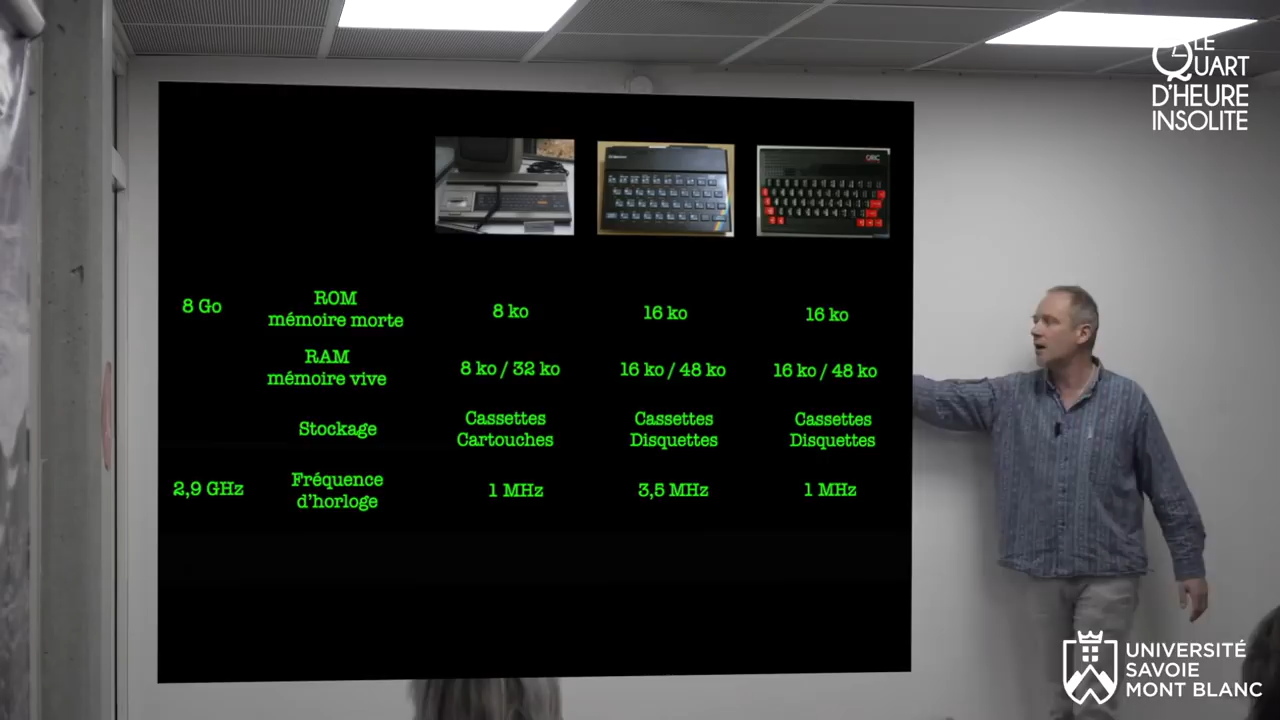 LE
QUART
D'HEURE
INSOLITE
ORIC
8 Go
ROM
mémoire morte
8 ko
16 ko
16 ko
RAM
mémoire vive
8 ko / 32 ko
16 ko / 48 ko
16 ko / 48 ko
Stockage
Cassettes
Cartouches
Cassettes
Disquettes
Cassettes
Disquettes
2,9 GHz
Fréquence
d'horloge
1 MHz
3,5 MHz
1 MHz
UNIVERSITÉ
SAVOIE
MONT BLANC